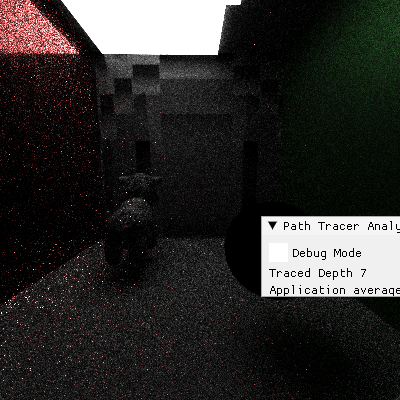 Path Tracer Analy
Debug Mode
Traced Depth 7
Application average